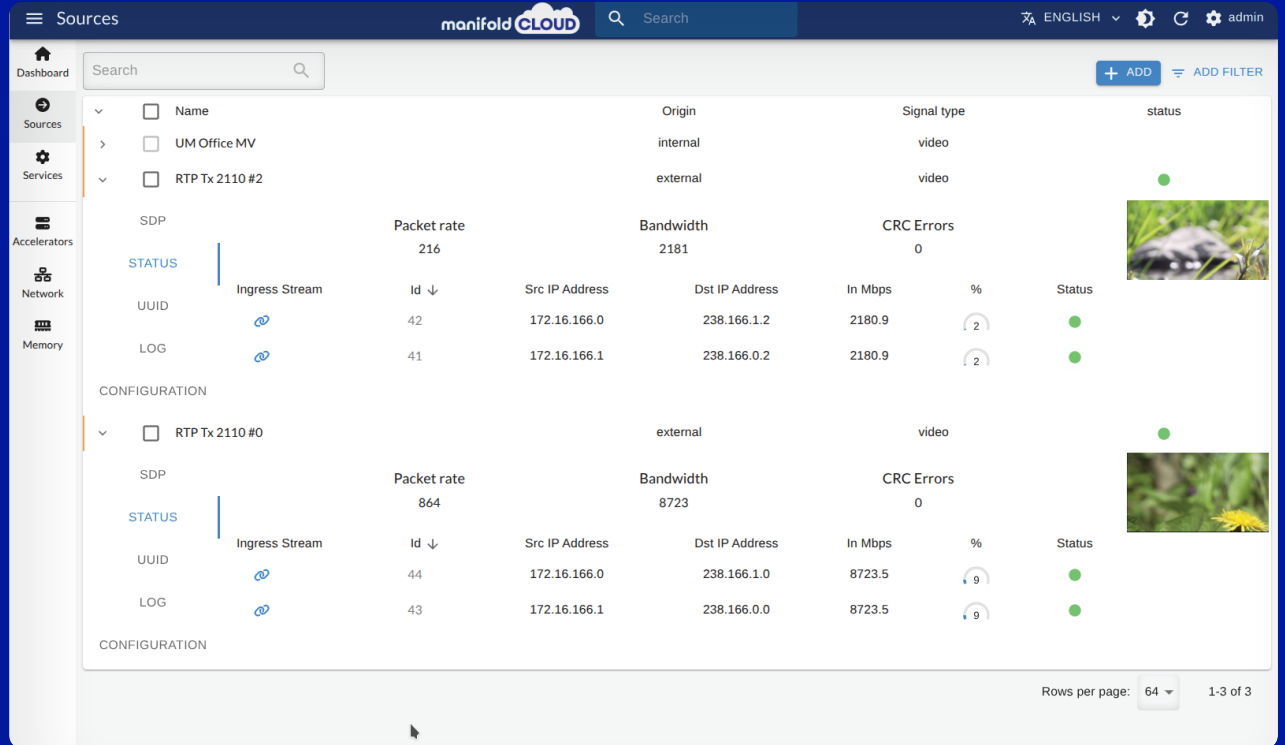 Sources
manifold CLOUD
Search
ENGLISH
admin
Dashboard
Sources
Services
Accelerators
Network
Memory
Search
ADD
ADD FILTER
Name Origin Signal type status
UM Office MV internal video
RTP Tx 2110 #2 external video
SDP
STATUS
UUID
LOG
CONFIGURATION
Packet rate Bandwidth CRC Errors
216 2181 0
Ingress Stream Id Src IP Address Dst IP Address In Mbps % Status
42 172.16.166.0 238.166.1.2 2180.9 2
41 172.16.166.1 238.166.0.2 2180.9 2
RTP Tx 2110 #0 external video
SDP
STATUS
UUID
LOG
CONFIGURATION
Packet rate Bandwidth CRC Errors
864 8723 0
Ingress Stream Id Src IP Address Dst IP Address In Mbps % Status
44 172.16.166.0 238.166.1.0 8723.5 9
43 172.16.166.1 238.166.0.0 8723.5 9
Rows per page: 64 1-3 of 3